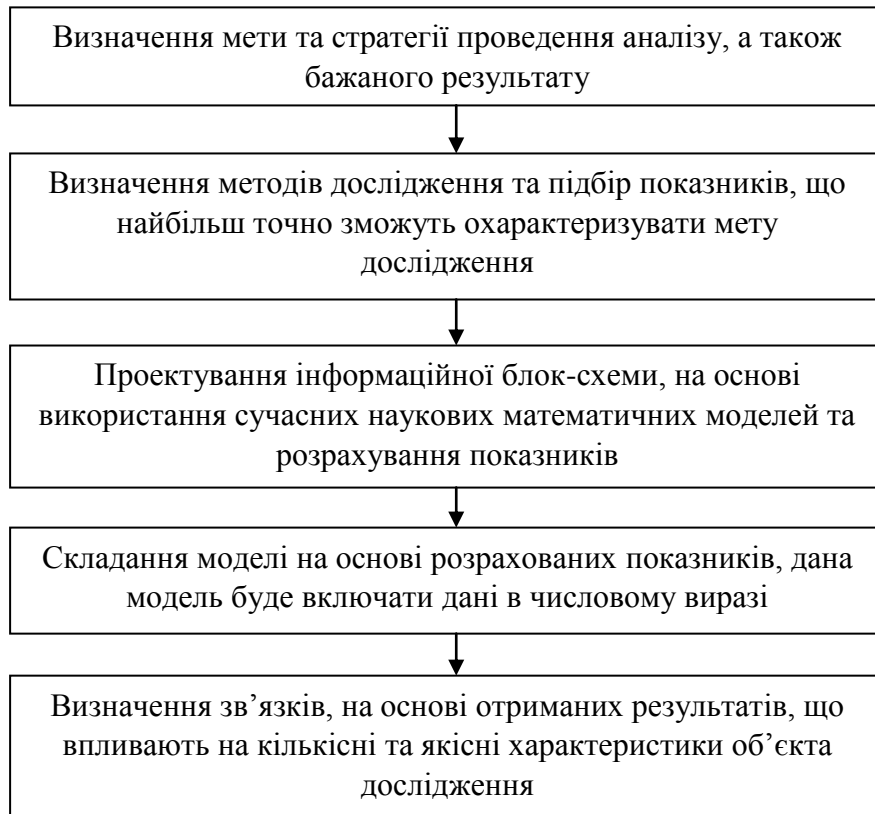 Визначення мети та стратегії проведення аналізу, а також
бажаного результату
Визначення методів дослідження та підбір показників, що
найбільш точно зможуть охарактеризувати мету
дослідження
Проектування інформаційної блок-схеми, на основі
використання сучасних наукових математичних моделей та
розрахування показників
Складання моделі на основі розрахованих показників, дана
модель буде включати дані в числовому виразі
Визначення зв’язків, на основі отриманих результатів, що
впливають на кількісні та якісні характеристики об’єкта
дослідження